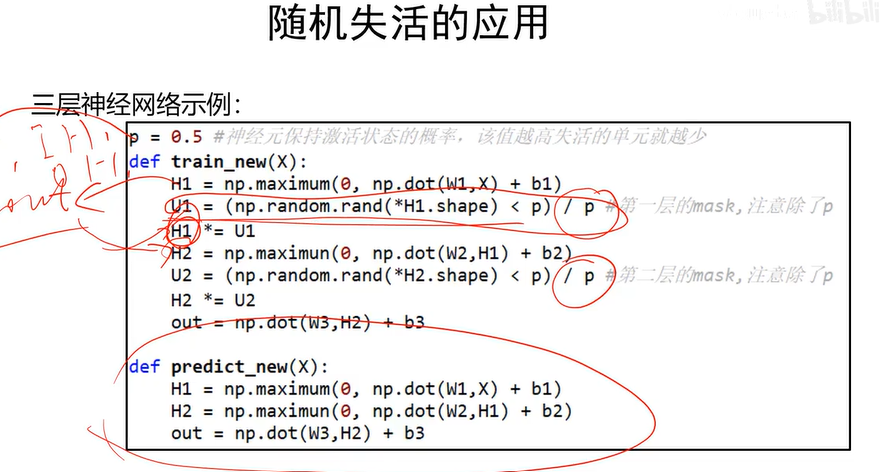 随机失活的应用
bilibili
三层神经网络示例：
p = 0.5 #神经元保持激活状态的概率，该值越高失活的单元就越少
def train_new(X):
H1 = np.maximum(0, np.dot(W1,X) + b1)
U1 = (np.random.rand(*H1.shape) < p) / p #第一层的mask,注意除了p
H1 *= U1
H2 = np.maximun(0, np.dot(W2,H1) + b2)
U2 = (np.random.rand(*H2.shape) < p) / p #第二层的mask,注意除了p
H2 *= U2
out = np.dot(W3,H2) + b3
def predict_new(X):
H1 = np.maximum(0, np.dot(W1,X) + b1)
H2 = np.maximun(0, np.dot(W2,H1) + b2)
out = np.dot(W3,H2) + b3